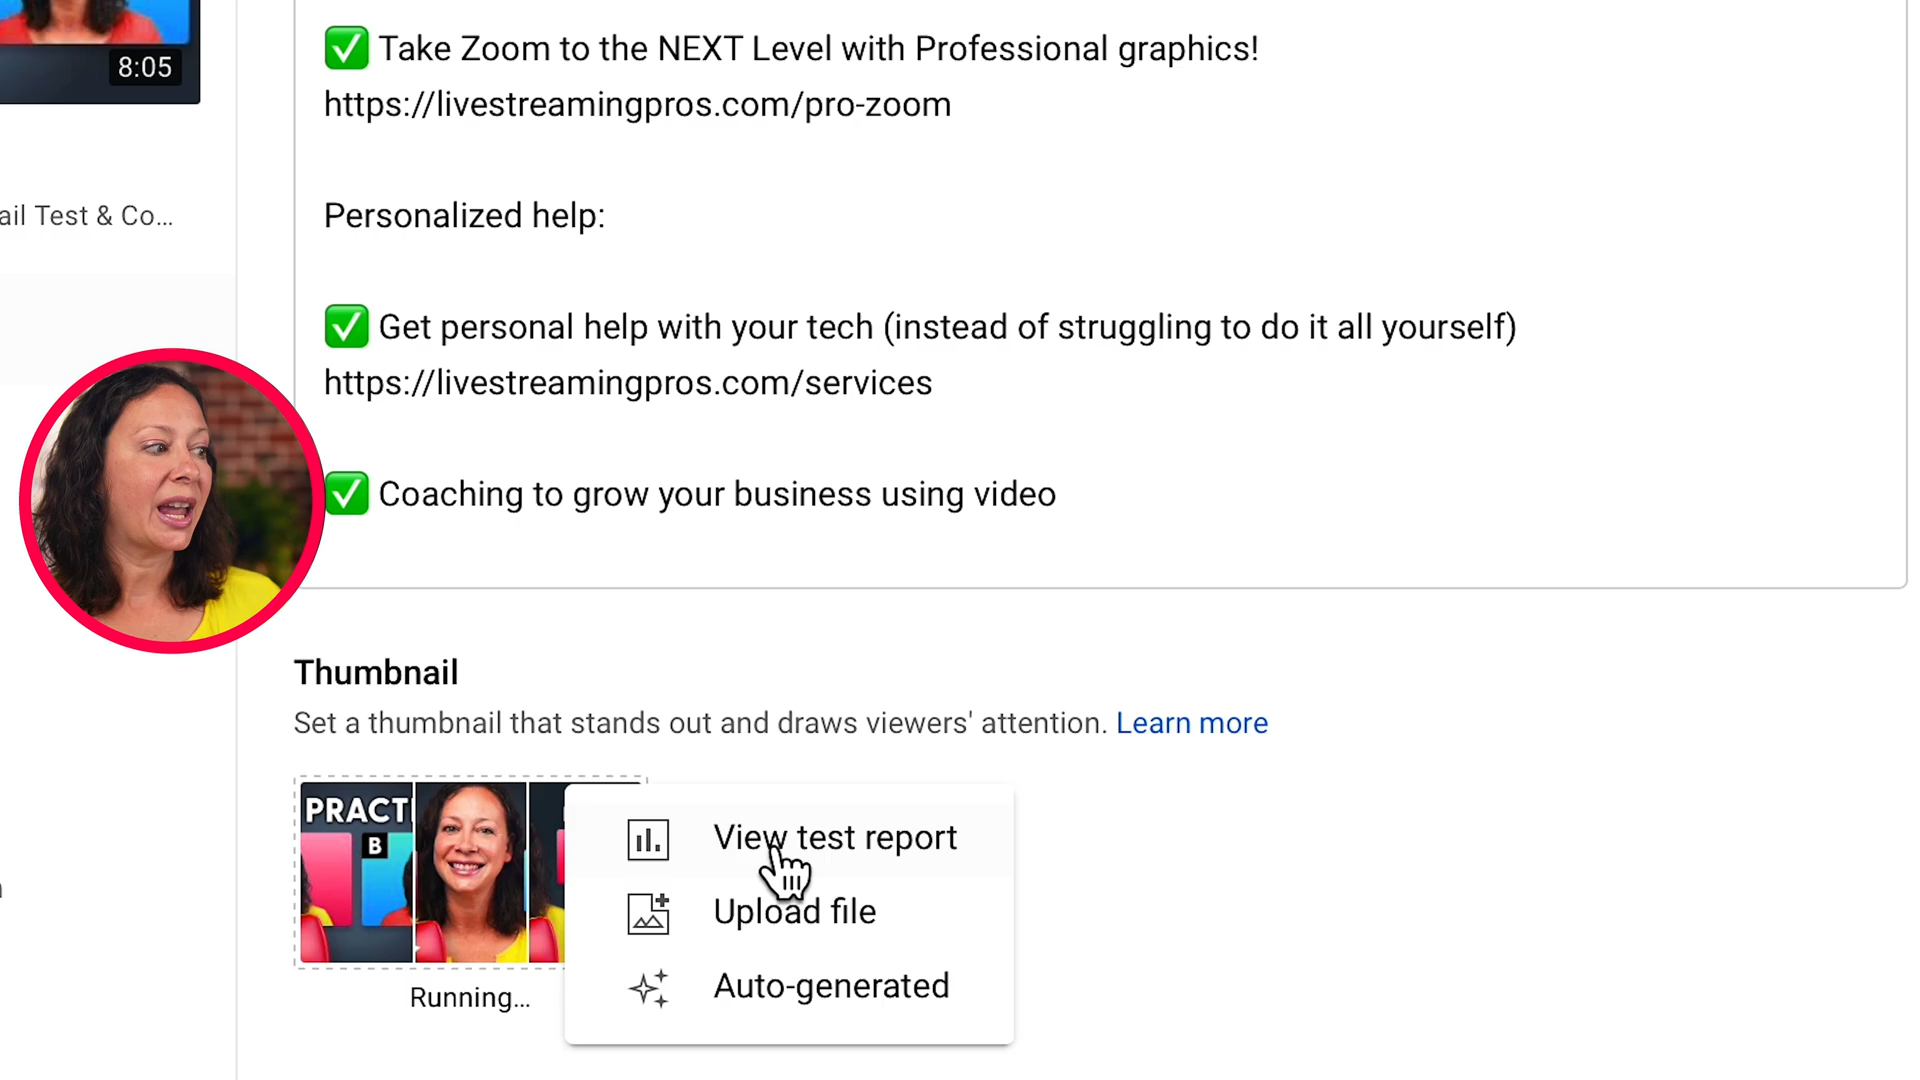 8:05
ail Test & Co...
✅ Take Zoom to the NEXT Level with Professional graphics!
https://livestreamingpros.com/pro-zoom
Personalized help:
✅ Get personal help with your tech (instead of struggling to do it all yourself)
https://livestreamingpros.com/services
✅ Coaching to grow your business using video
Thumbnail
Set a thumbnail that stands out and draws viewers' attention. Learn more
PRACTI
B
Running...
View test report
Upload file
Auto-generated